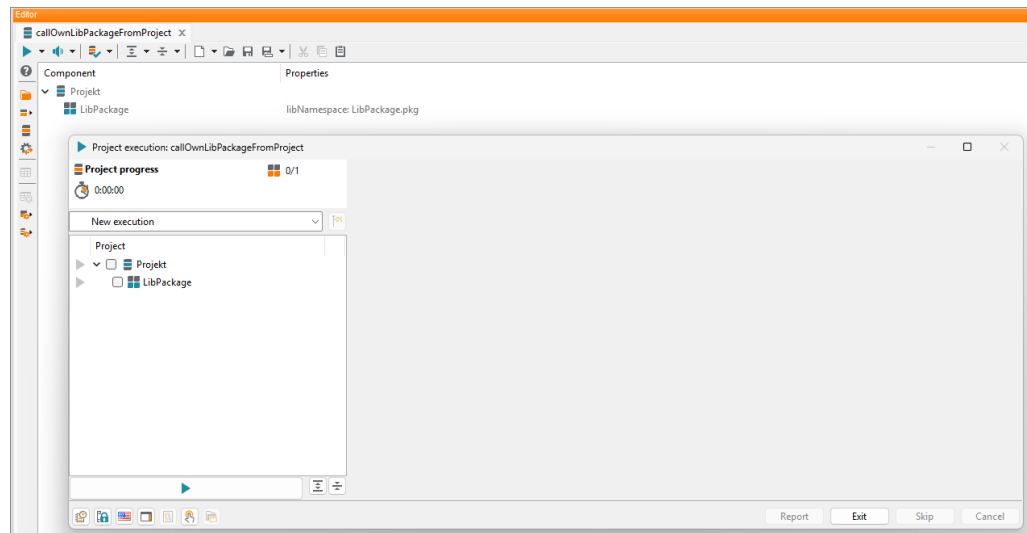 Editor
callOwnLibPackageFromProject X
Component Properties
Projekt
LibPackage libNamespace: LibPackage.pkg
Project execution: callOwnLibPackageFromProject
Project progress 0/1
0:00:00
New execution
Project
Projekt
LibPackage
Report Exit Skip Cancel